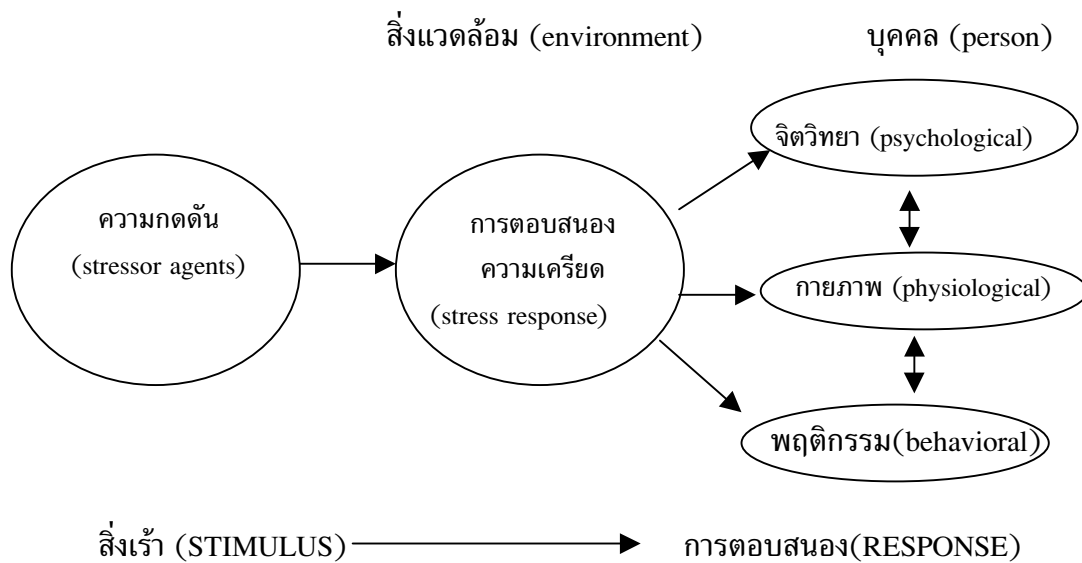 สิ่งแวดล้อม (environment) บุคคล (person)
จิตวิทยา (psychological)
ความกดดัน
(stressor agents)
การตอบสนอง
ความเครียด
(stress response)
กายภาพ (physiological)
พฤติกรรม(behavioral)
สิ่งเร้า (STIMULUS) การตอบสนอง(RESPONSE)